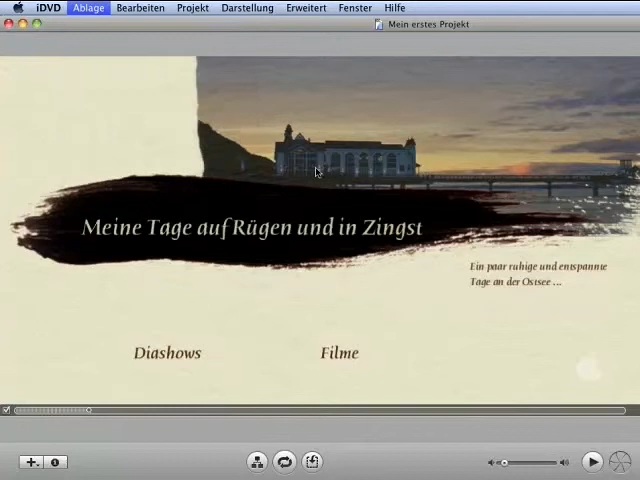 iDVD Ablage Bearbeiten Projekt Darstellung Erweitert Fenster Hilfe
Mein erstes Projekt
Meine Tage auf Rügen und in Zingst
Ein paar ruhige und entspannte
Tage an der Ostsee ...
Diashows Filme